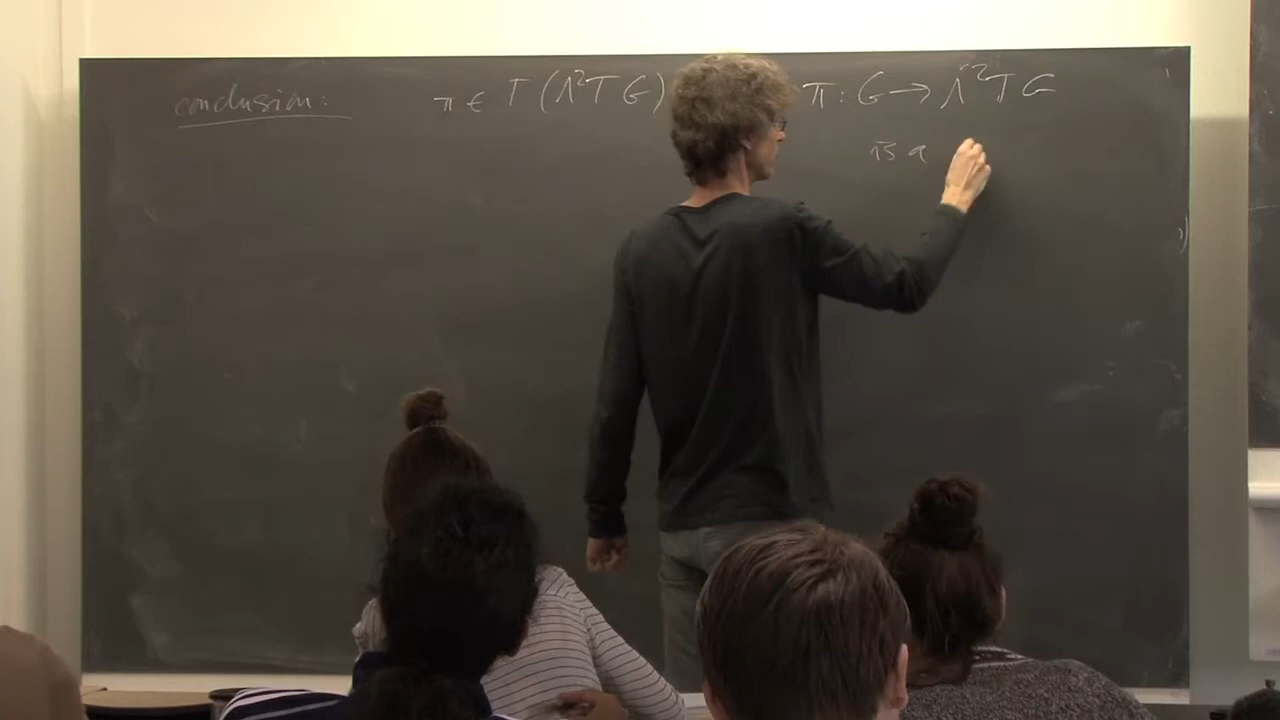 conclusion: π ∈ Γ(Λ²TG) π: G → Λ²TG
is a